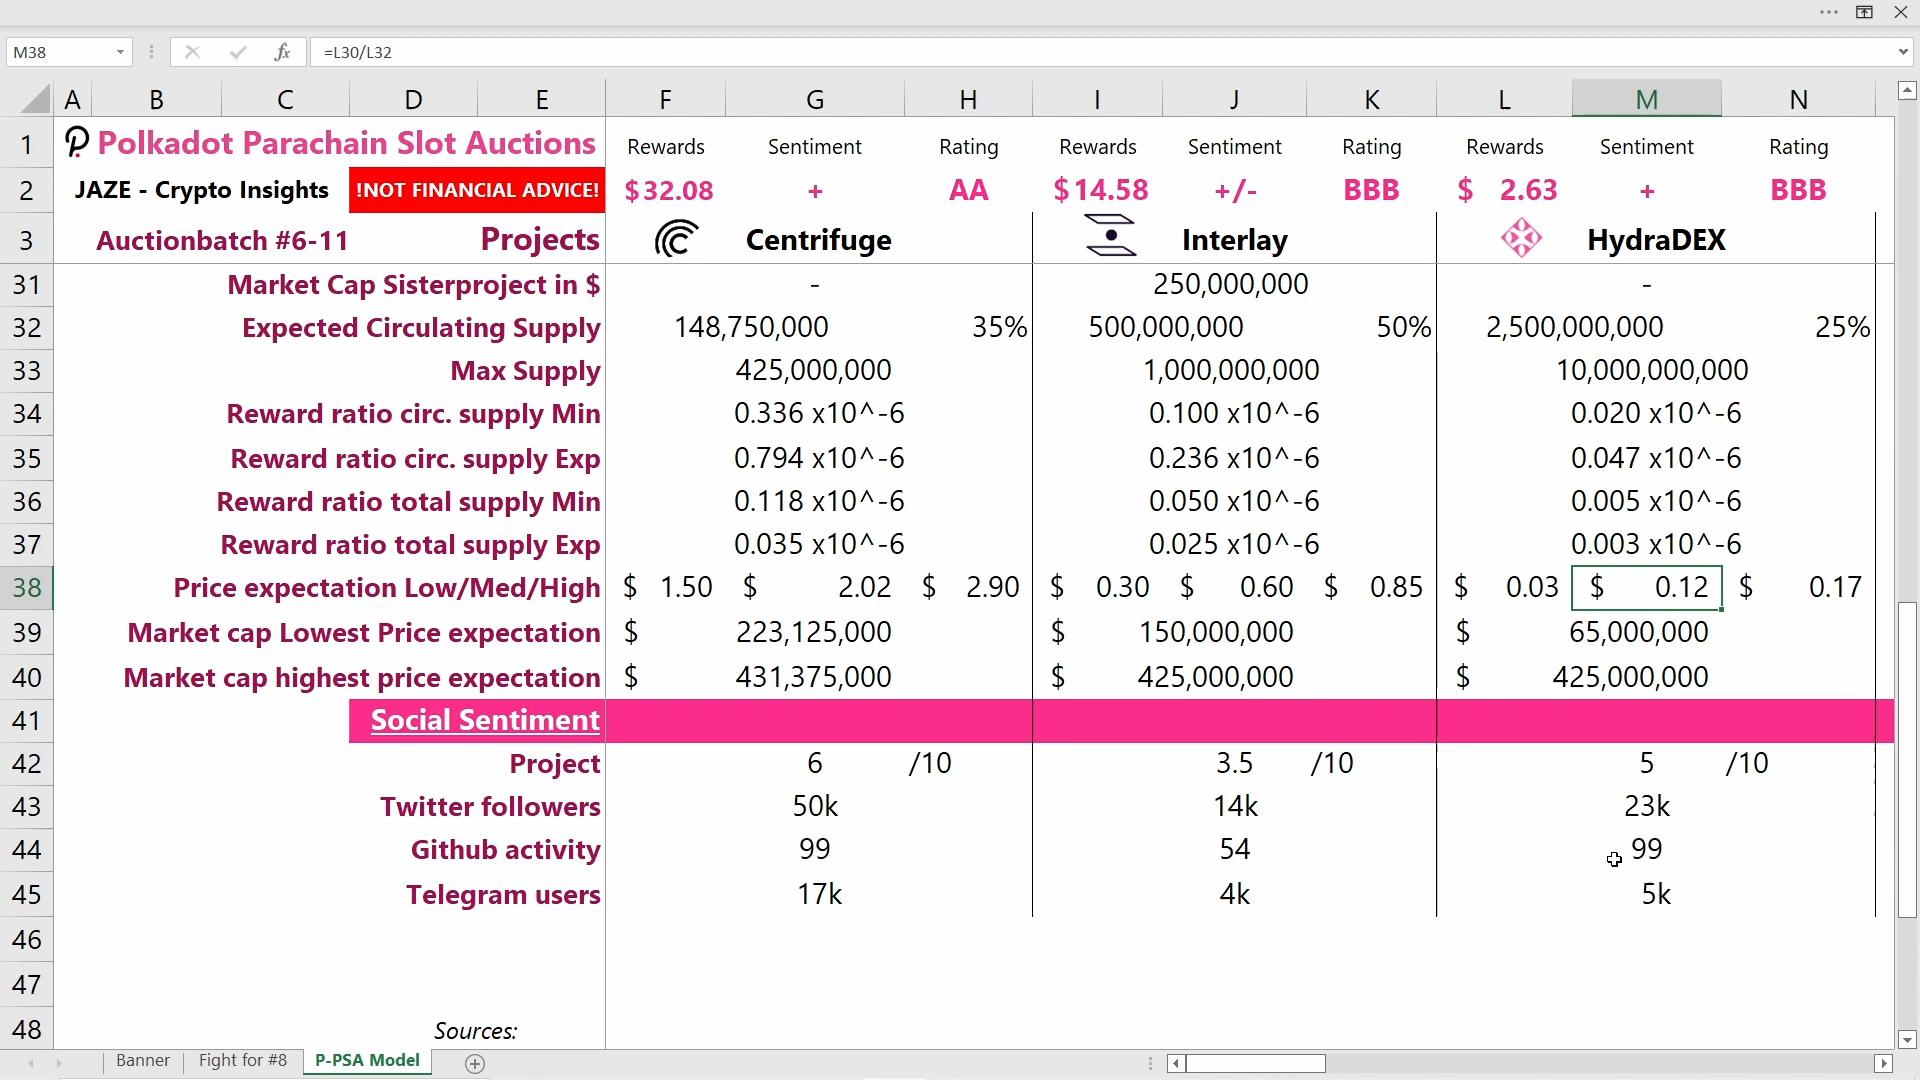 M38 fx =L30/L32
A B C D E F G H I J K L M N
1 Polkadot Parachain Slot Auctions Rewards Sentiment Rating Rewards Sentiment Rating Rewards Sentiment Rating
2 JAZE - Crypto Insights !NOT FINANCIAL ADVICE! $32.08 + AA $14.58 +/- BBB $ 2.63 + BBB
3 Auctionbatch #6-11 Projects Centrifuge Interlay HydraDEX
31 Market Cap Sisterproject in $ - 250,000,000 -
32 Expected Circulating Supply 148,750,000 35% 500,000,000 50% 2,500,000,000 25%
33 Max Supply 425,000,000 1,000,000,000 10,000,000,000
34 Reward ratio circ. supply Min 0.336 x10^-6 0.100 x10^-6 0.020 x10^-6
35 Reward ratio circ. supply Exp 0.794 x10^-6 0.236 x10^-6 0.047 x10^-6
36 Reward ratio total supply Min 0.118 x10^-6 0.050 x10^-6 0.005 x10^-6
37 Reward ratio total supply Exp 0.035 x10^-6 0.025 x10^-6 0.003 x10^-6
38 Price expectation Low/Med/High $ 1.50 $ 2.02 $ 2.90 $ 0.30 $ 0.60 $ 0.85 $ 0.03 $ 0.12 $ 0.17
39 Market cap Lowest Price expectation $ 223,125,000 $ 150,000,000 $ 65,000,000
40 Market cap highest price expectation $ 431,375,000 $ 425,000,000 $ 425,000,000
41 Social Sentiment
42 Project 6 /10 3.5 /10 5 /10
43 Twitter followers 50k 14k 23k
44 Github activity 99 54 99
45 Telegram users 17k 4k 5k
46
47
48 Sources:
Banner Fight for #8 P-PSA Model